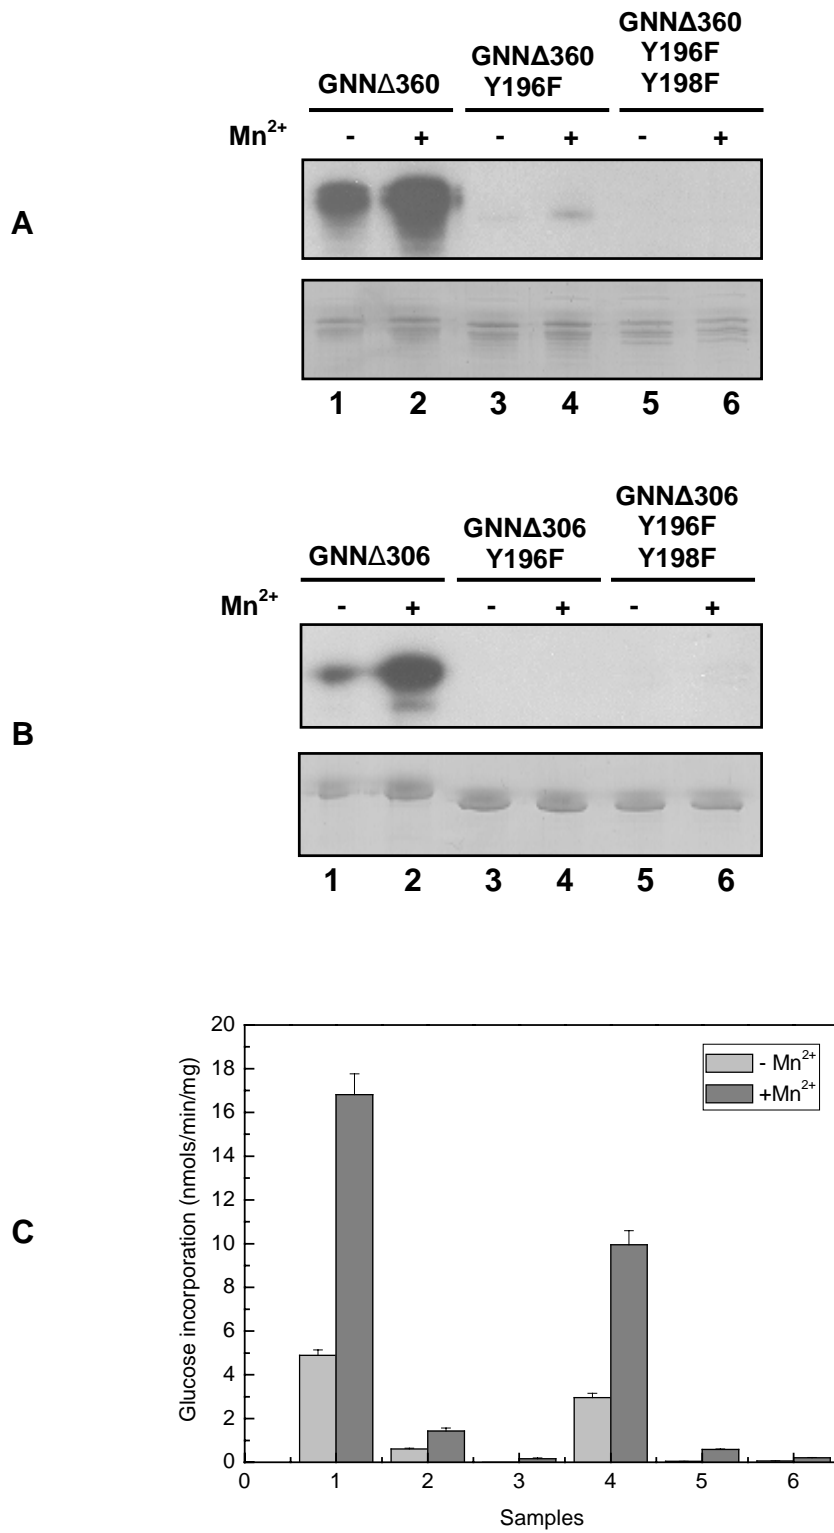 GNNΔ360
GNNΔ360
Y196F
GNNΔ360
Y196F
Y198F
Mn2+ - + - + - +
A
1 2 3 4 5 6
GNNΔ306
GNNΔ306
Y196F
GNNΔ306
Y196F
Y198F
Mn2+ - + - + - +
B
1 2 3 4 5 6
C
Glucose incorporation (nmols/min/mg)
20
18
16
14
12
10
8
6
4
2
0
- Mn2+
+Mn2+
0 1 2 3 4 5 6
Samples